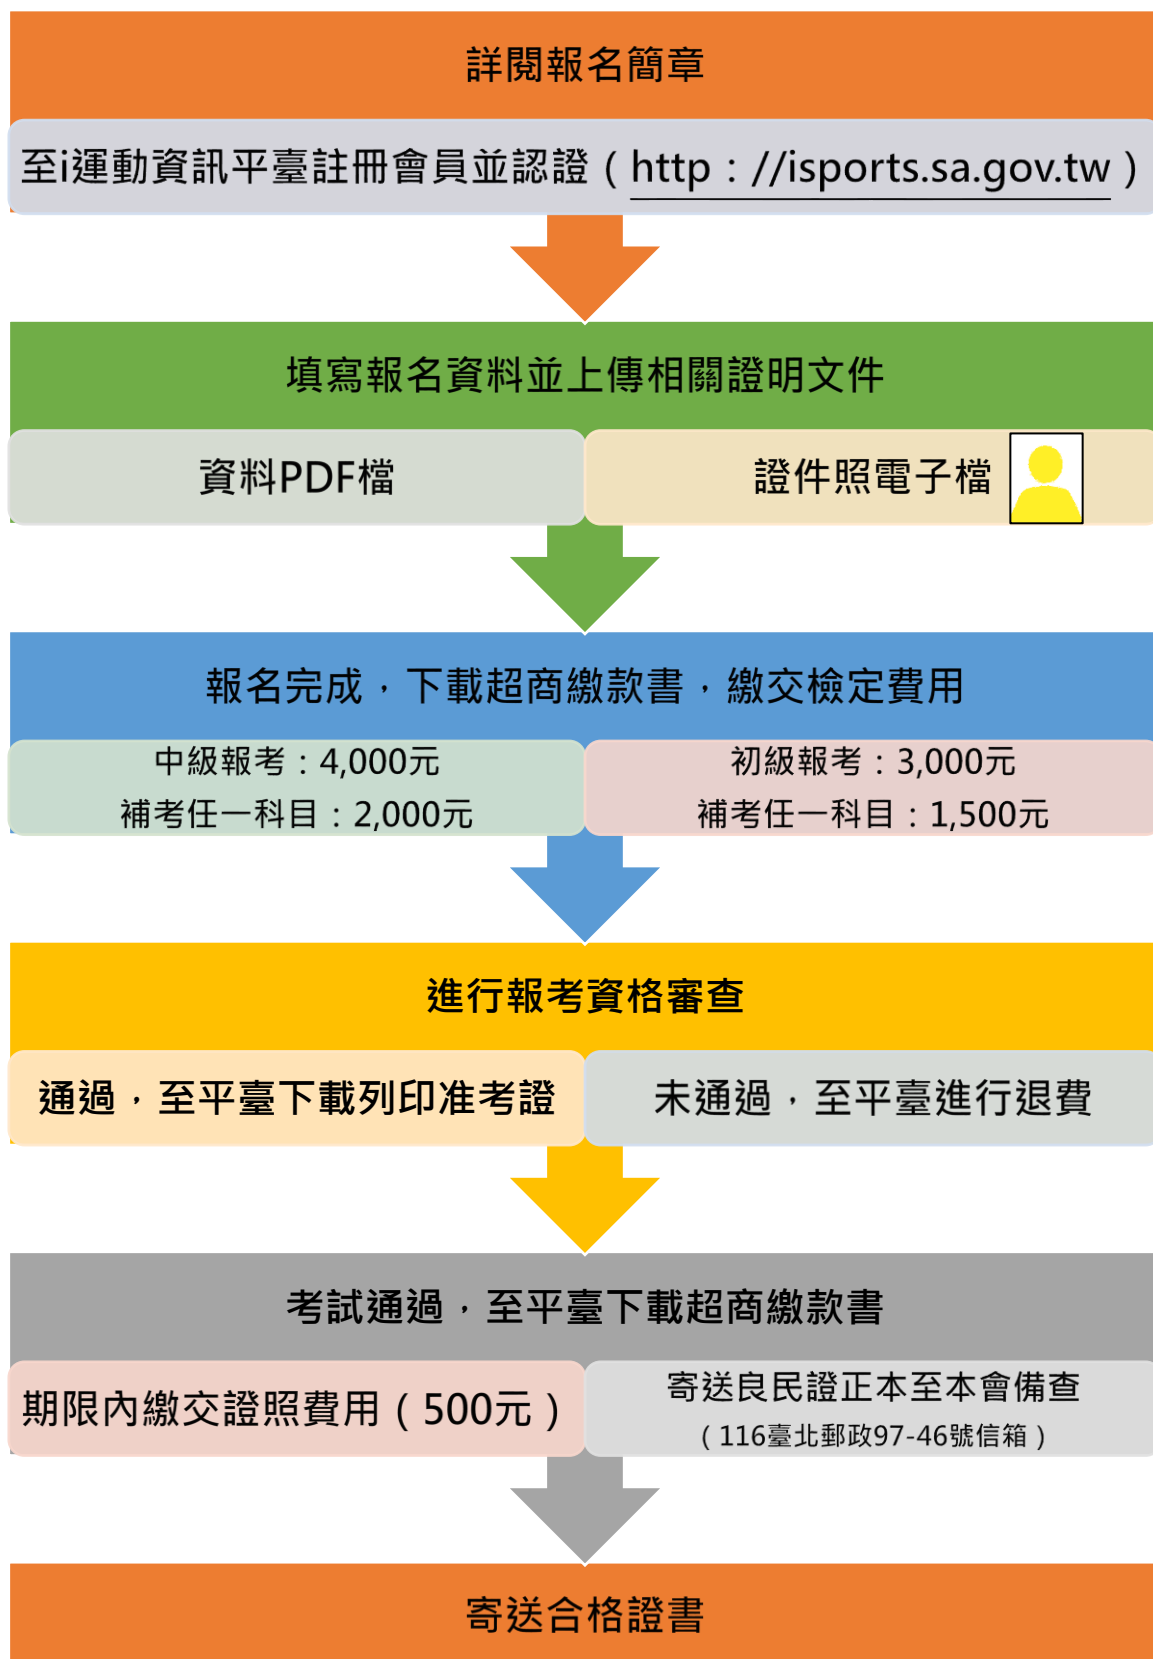 詳閱報名簡章
至i運動資訊平臺註冊會員並認證（http：//isports.sa.gov.tw）
填寫報名資料並上傳相關證明文件
資料PDF檔
證件照電子檔
報名完成，下載超商繳款書，繳交檢定費用
中級報考：4,000元
補考任一科目：2,000元
初級報考：3,000元
補考任一科目：1,500元
進行報考資格審查
通過，至平臺下載列印准考證
未通過，至平臺進行退費
考試通過，至平臺下載超商繳款書
期限內繳交證照費用（500元）
寄送良民證正本至本會備查
（116臺北郵政97-46號信箱）
寄送合格證書